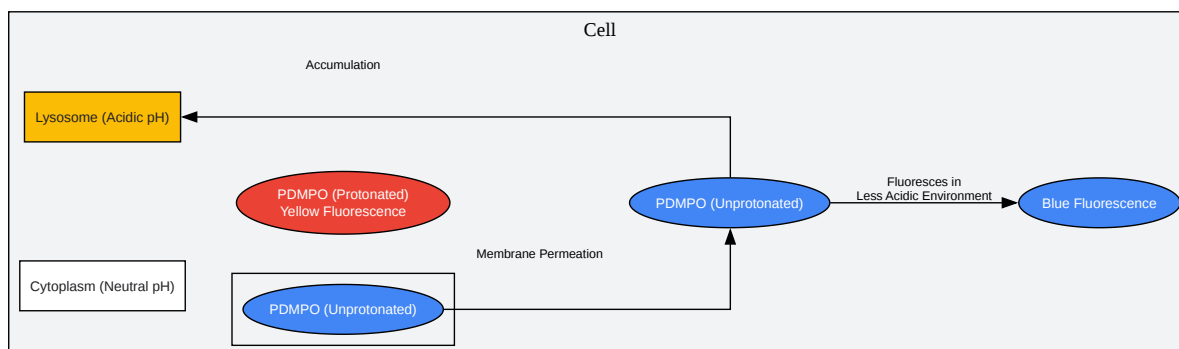 Cell
Accumulation
Lysosome (Acidic pH)
PDMPO (Protonated)
Yellow Fluorescence
PDMPO (Unprotonated)
Fluoresces in
Less Acidic Environment
Blue Fluorescence
Membrane Permeation
Cytoplasm (Neutral pH)
PDMPO (Unprotonated)